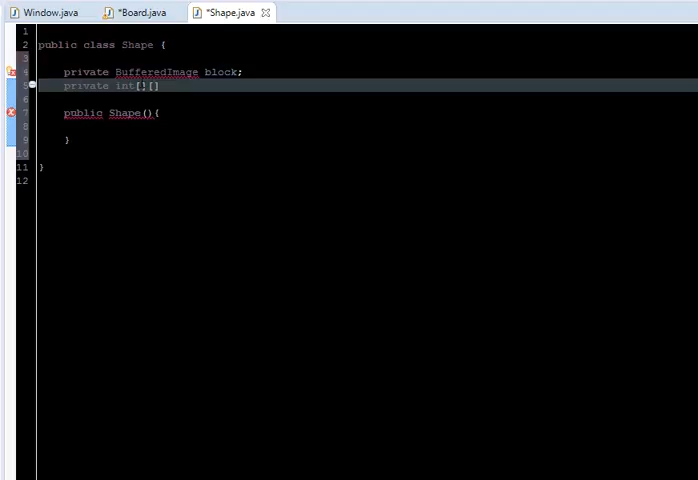 Window.java *Board.java *Shape.java
1
2 public class Shape {
3
4 private BufferedImage block;
5 private int[][]
6
7 public Shape(){
8
9 }
10
11 }
12